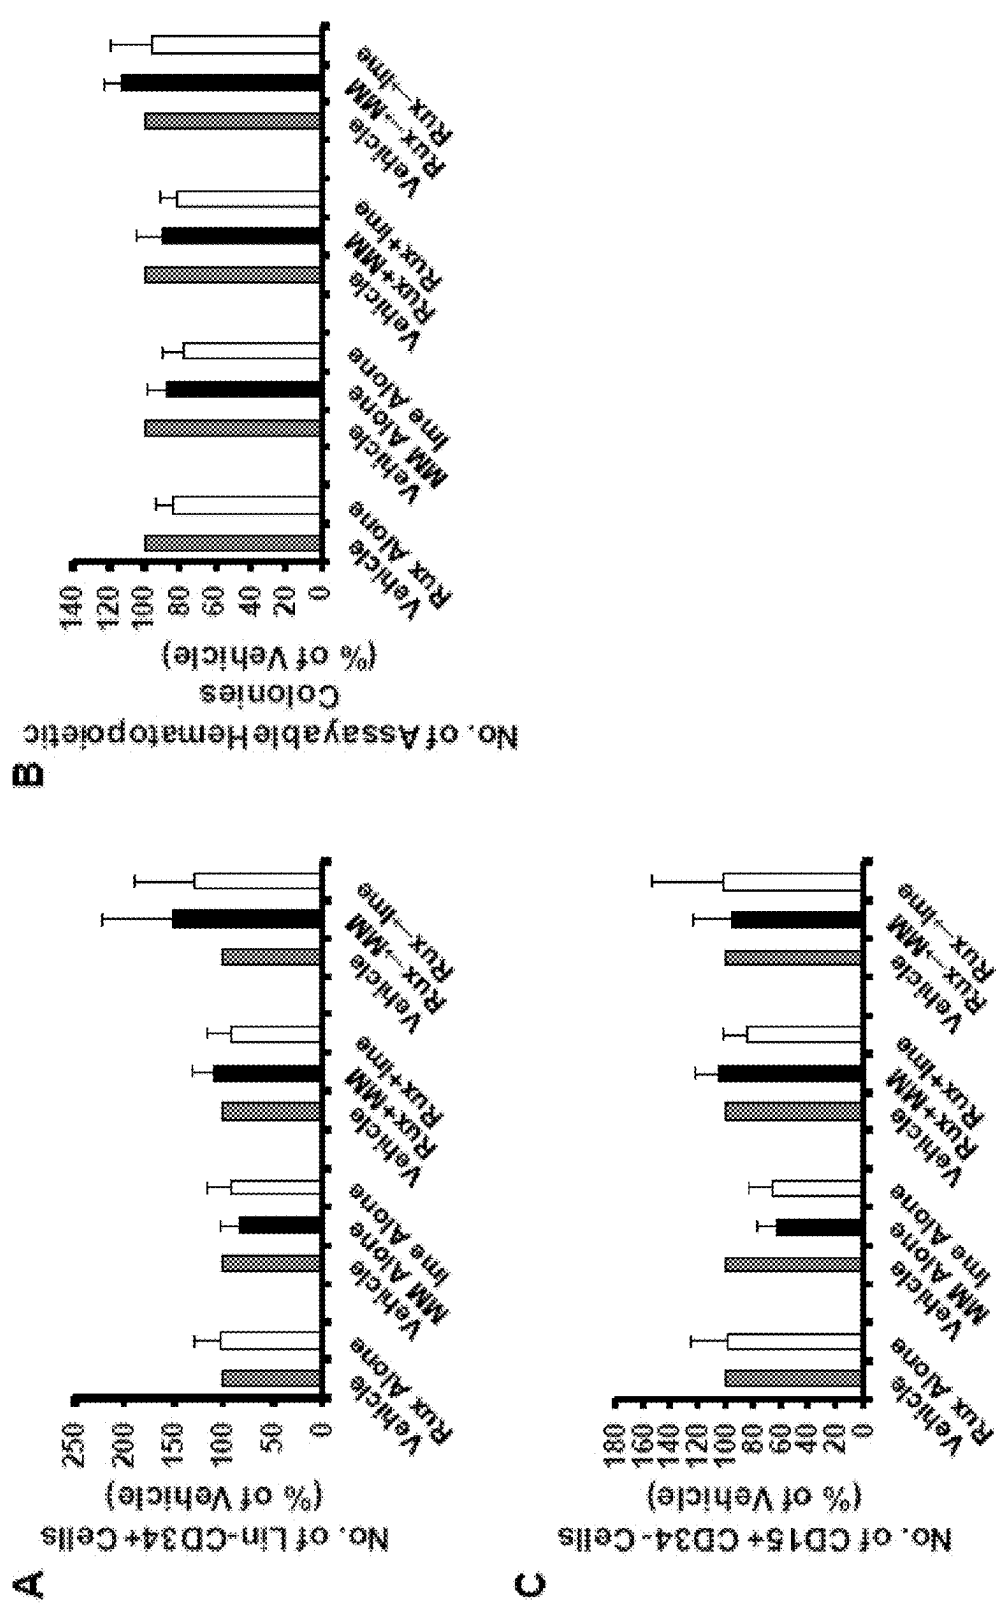 A
No. of Lin-CD34+ Cells
(% of Vehicle)
250
200
150
100
50
0
Vehicle
Rux Alone
Vehicle
MM Alone
Ime Alone
Vehicle
Rux+MM
Rux+Ime
Vehicle
Rux→MM
Rux→Ime
B
No. of Assayable Hematopoietic
Colonies
(% of Vehicle)
140
120
100
80
60
40
20
0
Vehicle
Rux Alone
Vehicle
MM Alone
Ime Alone
Vehicle
Rux+MM
Rux+Ime
Vehicle
Rux→MM
Rux→Ime
C
No. of CD15+ CD34- Cells
(% of Vehicle)
180
160
140
120
100
80
60
40
20
0
Vehicle
Rux Alone
Vehicle
MM Alone
Ime Alone
Vehicle
Rux+MM
Rux+Ime
Vehicle
Rux→MM
Rux→Ime